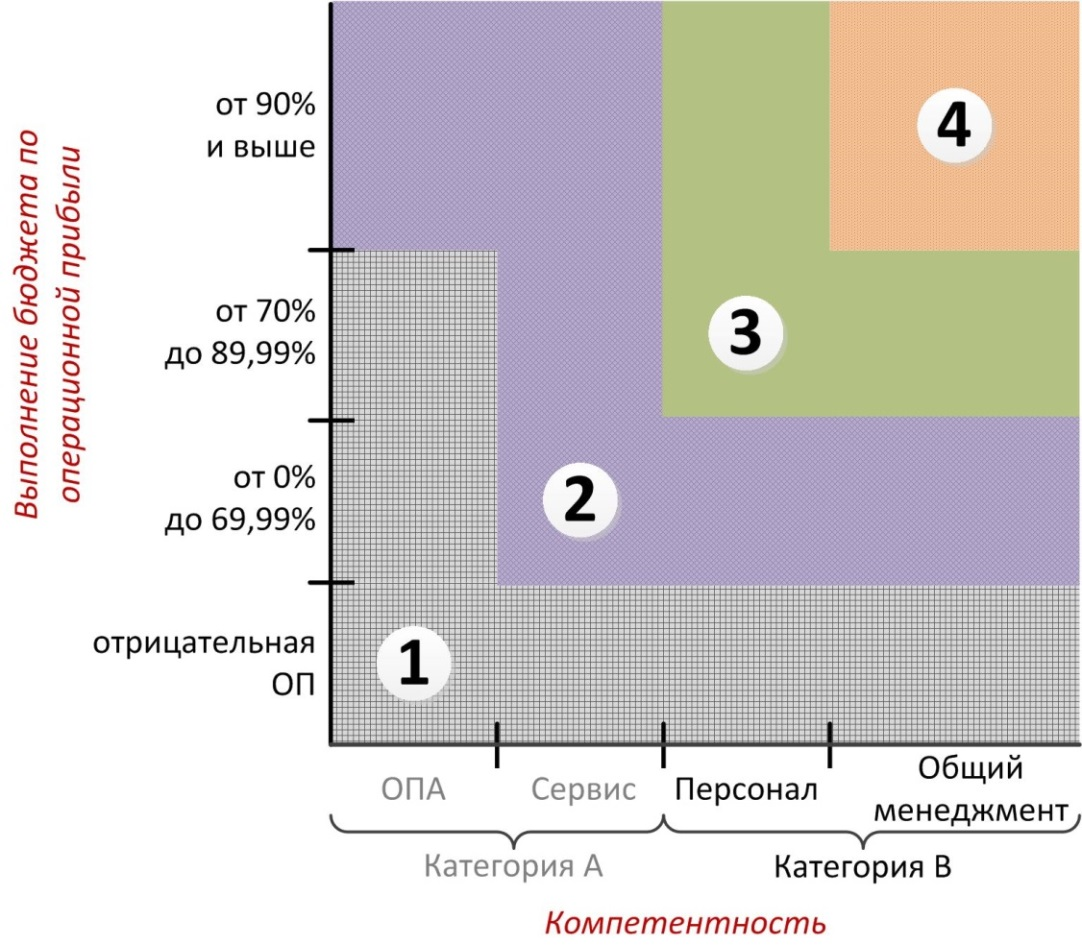 Выполнение бюджета по
операционной прибыли
от 90%
и выше
4
от 70%
до 89,99%
3
от 0%
до 69,99%
2
отрицательная
ОП
1
ОПА
Сервис
Персонал
Общий
менеджмент
Категория А
Категория В
Компетентность